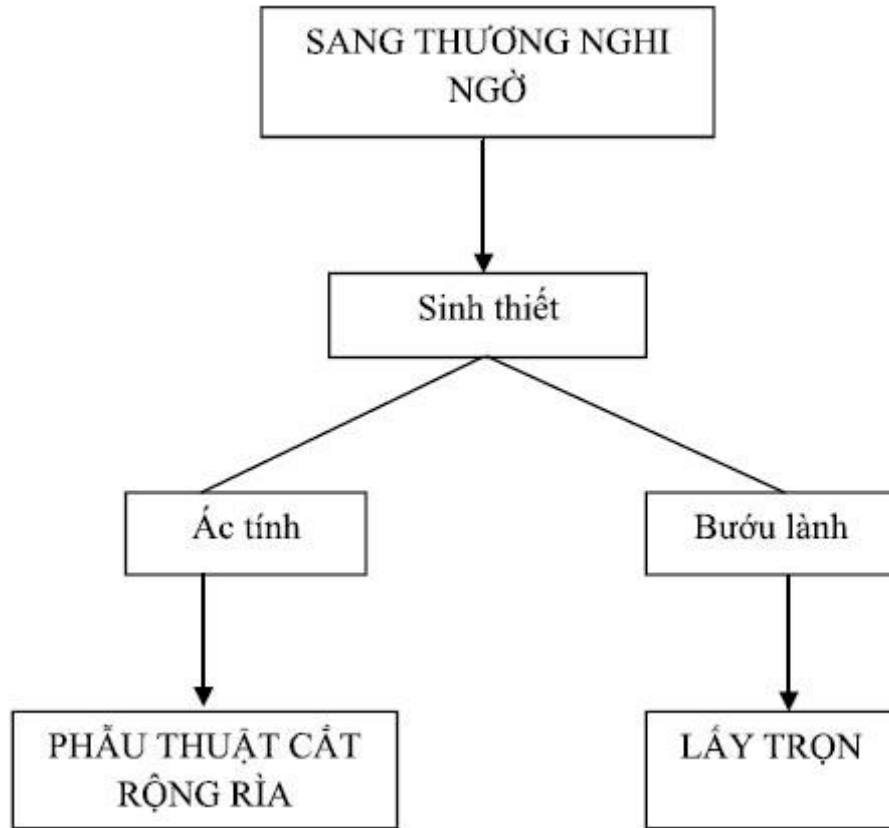 SANG THƯƠNG NGHI
NGỜ
Sinh thiết
Ác tính
Bướu lành
PHẪU THUẬT CẮT
RỘNG RÌA
LẤY TRỌN